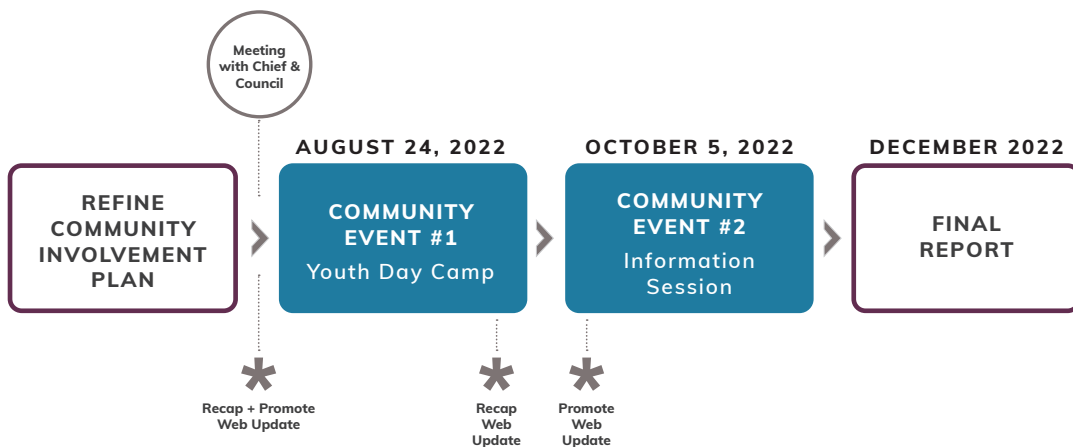 Meeting
with Chief &
Council
AUGUST 24, 2022
OCTOBER 5, 2022
DECEMBER 2022
REFINE
COMMUNITY
INVOLVEMENT
PLAN
COMMUNITY
EVENT #1
Youth Day Camp
COMMUNITY
EVENT #2
Information
Session
FINAL
REPORT
Recap + Promote
Web Update
Recap
Web
Update
Promote
Web
Update